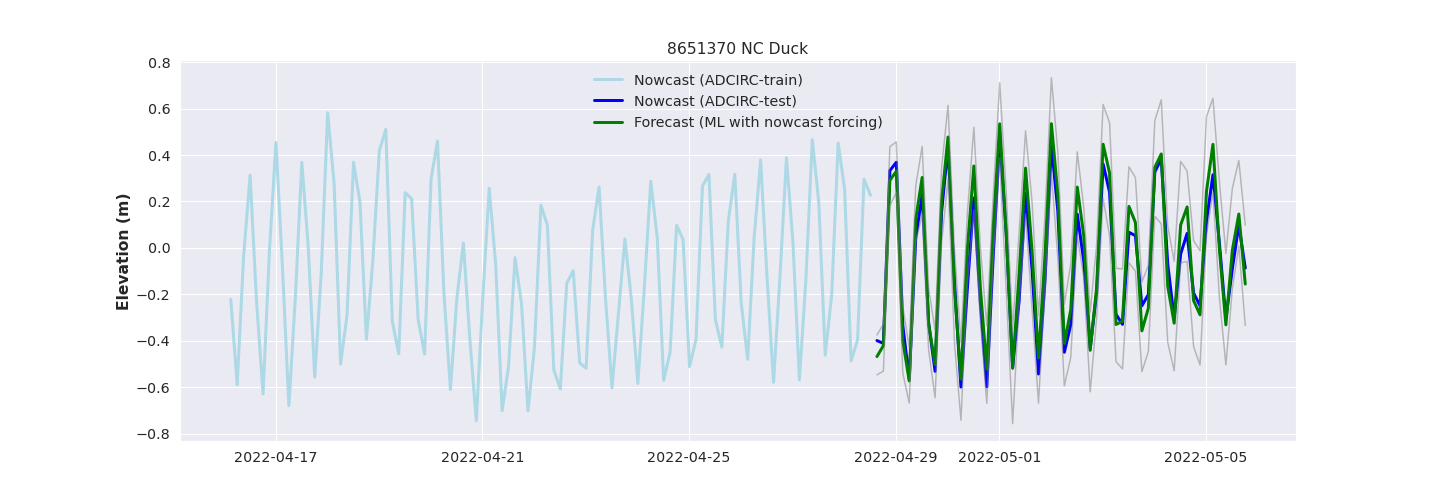 8651370 NC Duck
Nowcast (ADCIRC-train)
Nowcast (ADCIRC-test)
Forecast (ML with nowcast forcing)
Elevation (m)
0.8
0.6
0.4
0.2
0.0
−0.2
−0.4
−0.6
−0.8
2022-04-17 2022-04-21 2022-04-25 2022-04-29 2022-05-01 2022-05-05